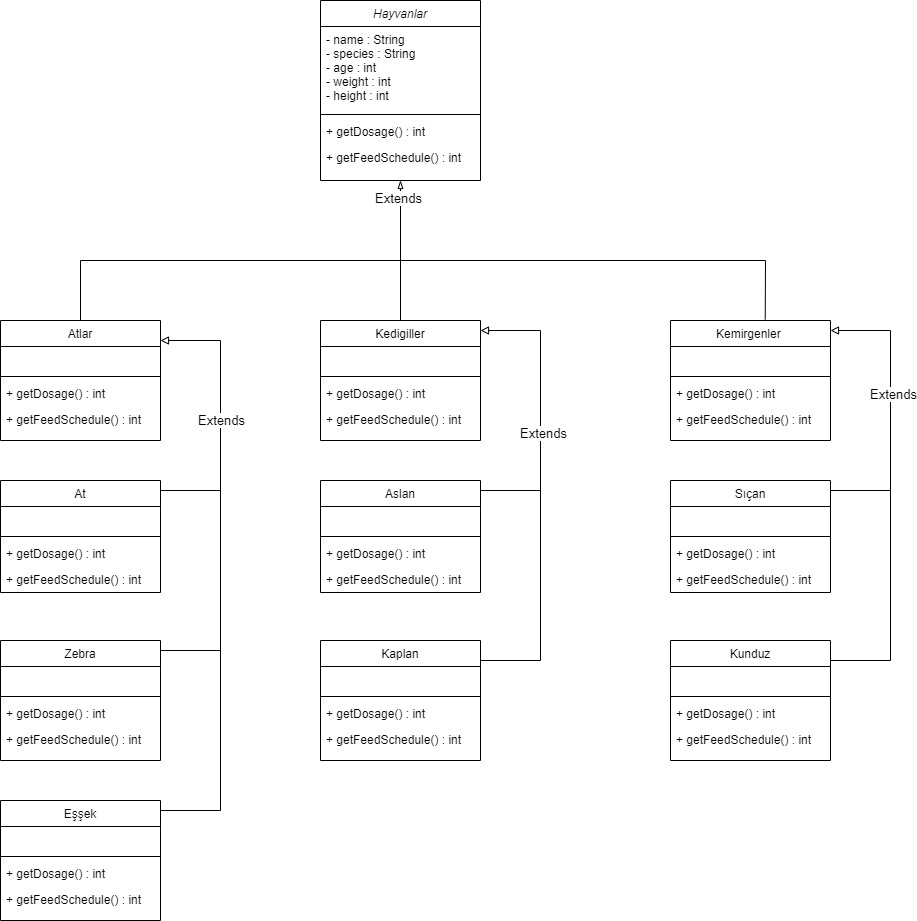 Hayvanlar
- name : String
- species : String
- age : int
- weight : int
- height : int
+ getDosage() : int
+ getFeedSchedule() : int
Extends
Atlar
+ getDosage() : int
+ getFeedSchedule() : int
Extends
At
+ getDosage() : int
+ getFeedSchedule() : int
Zebra
+ getDosage() : int
+ getFeedSchedule() : int
Eşşek
+ getDosage() : int
+ getFeedSchedule() : int
Kedigiller
+ getDosage() : int
+ getFeedSchedule() : int
Extends
Aslan
+ getDosage() : int
+ getFeedSchedule() : int
Kaplan
+ getDosage() : int
+ getFeedSchedule() : int
Kemirgenler
+ getDosage() : int
+ getFeedSchedule() : int
Extends
Sıçan
+ getDosage() : int
+ getFeedSchedule() : int
Kunduz
+ getDosage() : int
+ getFeedSchedule() : int